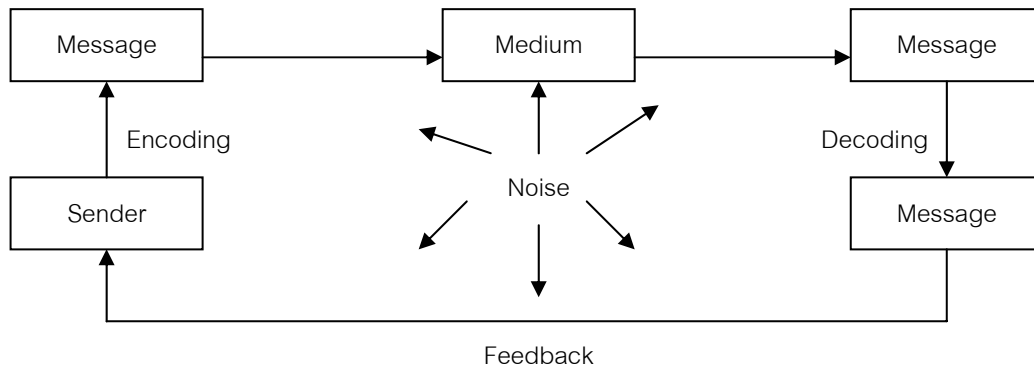 Message
Medium
Message
Encoding
Decoding
Noise
Sender
Message
Feedback